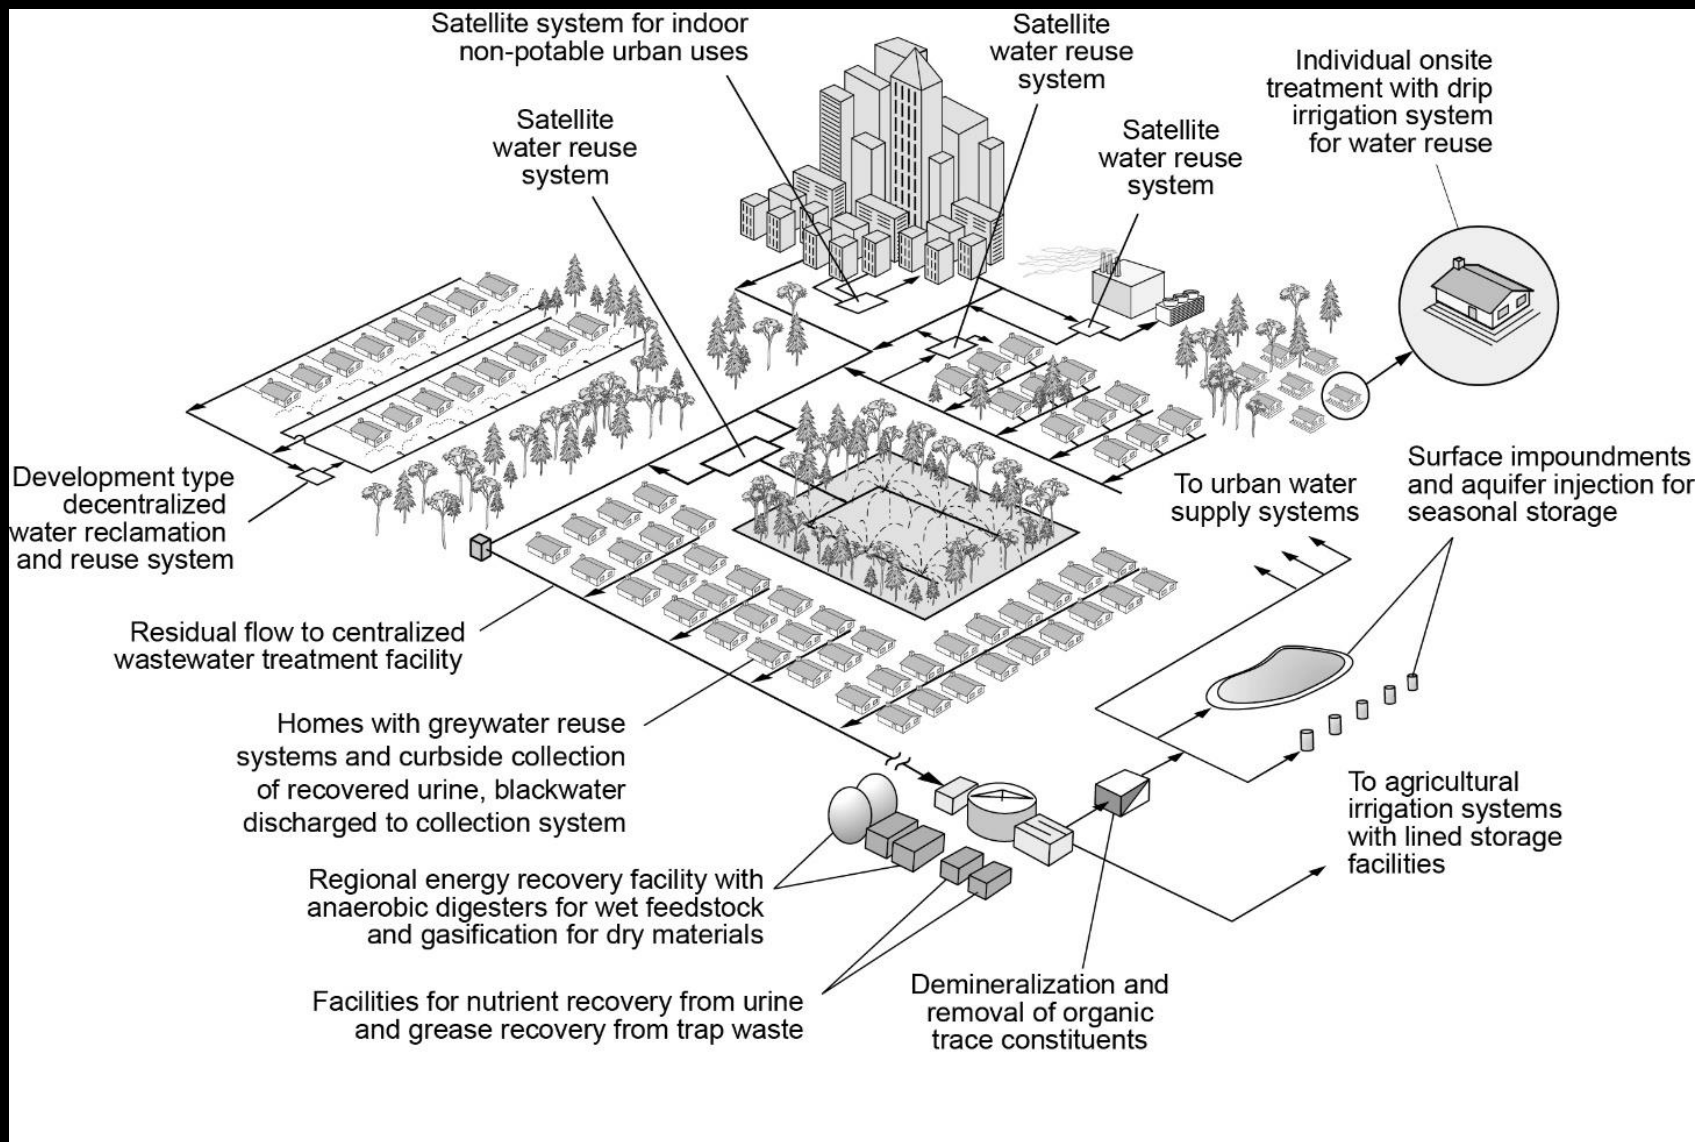 Satellite system for indoor
non-potable urban uses
Satellite
water reuse
system
Individual onsite
treatment with drip
irrigation system
for water reuse
Satellite
water reuse
system
Satellite
water reuse
system
Development type
decentralized
water reclamation
and reuse system
To urban water
supply systems
Surface impoundments
and aquifer injection for
seasonal storage
Residual flow to centralized
wastewater treatment facility
Homes with greywater reuse
systems and curbside collection
of recovered urine, blackwater
discharged to collection system
To agricultural
irrigation systems
with lined storage
facilities
Regional energy recovery facility with
anaerobic digesters for wet feedstock
and gasification for dry materials
Facilities for nutrient recovery from urine
and grease recovery from trap waste
Demineralization and
removal of organic
trace constituents